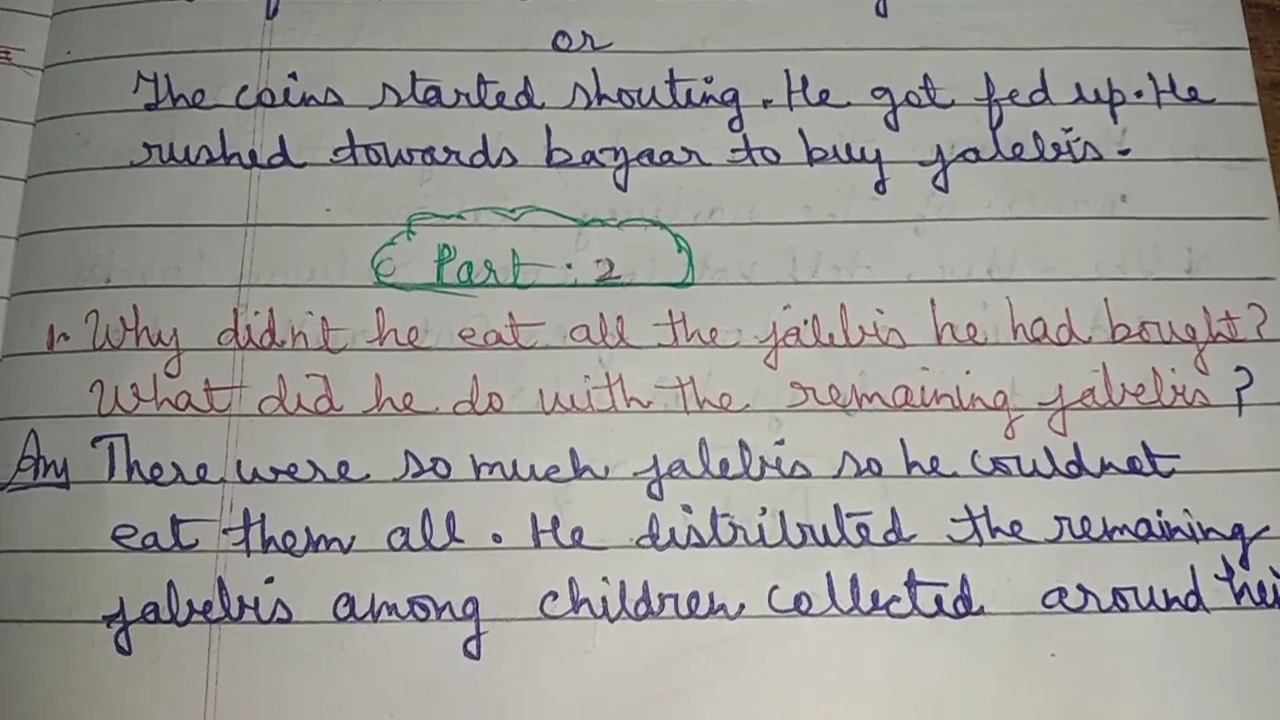 or
The coins started shouting. He got fed up. He
rushed towards bazaar to buy jalebis.
Part : 2
1. Why didn't he eat all the jalebis he had bought?
What did he do with the remaining jalebis?
Ans There were so much jalebis so he couldnot
eat them all. He distributed the remaining
jalebis among children collected around